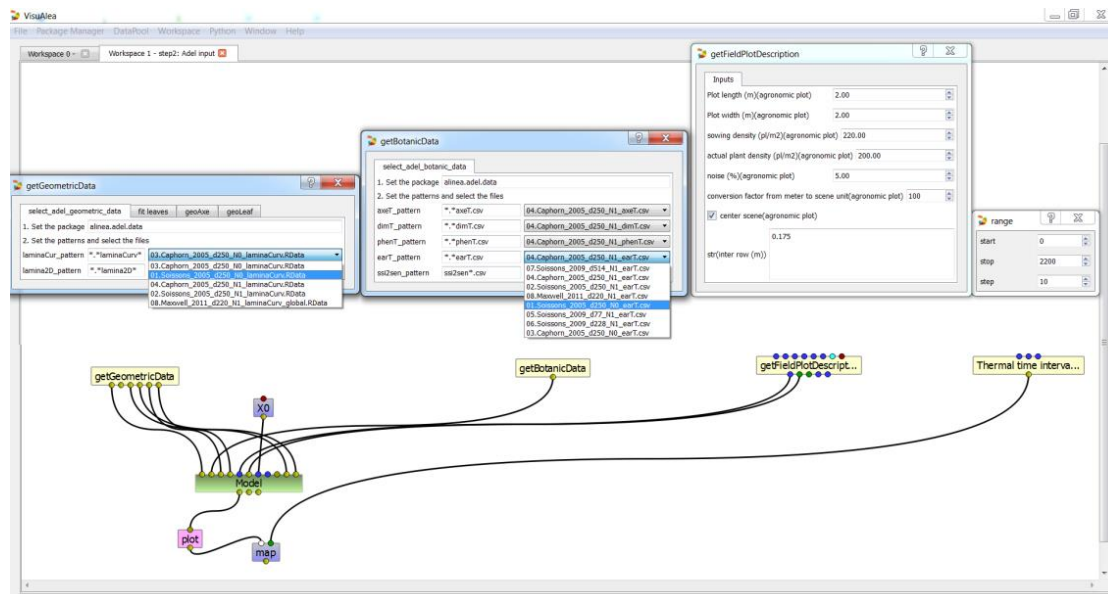 VisuAlea
File Package Manager DataPool Workspace Python Window Help
Workspace 0 -
Workspace 1 - step2: Adel input
getFieldPlotDescription
Inputs
Plot length (m)(agronomic plot) 2.00
Plot width (m)(agronomic plot) 2.00
sowing density (pl/m2)(agronomic plot) 220.00
actual plant density (pl/m2)(agronomic plot) 200.00
noise (%)(agronomic plot) 5.00
conversion factor from meter to scene unit(agronomic plot) 100
center scene(agronomic plot)
0.175
str(inter row (m))
getBotanicData
select_adel_botanic_data
1. Set the package alinea.adel.data
2. Set the patterns and select the files
axeT_pattern *.*axeT.csv 04.Caphorn_2005_d250_N1_axeT.csv
dimT_pattern *.*dimT.csv 04.Caphorn_2005_d250_N1_dimT.csv
phenT_pattern *.*phenT.csv 04.Caphorn_2005_d250_N1_phenT.csv
earT_pattern *.*earT.csv 04.Caphorn_2005_d250_N1_earT.csv
ssi2sen_pattern ssi2sen*.csv
07.Soissons_2009_d514_N1_earT.csv
04.Caphorn_2005_d250_N1_earT.csv
02.Soissons_2005_d250_N1_earT.csv
08.Maxwell_2011_d220_N1_earT.csv
01.Soissons_2005_d250_N0_earT.csv
05.Soissons_2009_d77_N1_earT.csv
06.Soissons_2009_d228_N1_earT.csv
03.Caphorn_2005_d250_N0_earT.csv
getGeometricData
select_adel_geometric_data fit leaves geoAxe geoLeaf
1. Set the package alinea.adel.data
2. Set the patterns and select the files
laminaCur_pattern *.*laminaCurv* 03.Caphorn_2005_d250_N0_laminaCurv.RData
lamina2D_pattern *.*lamina2D*
03.Caphorn_2005_d250_N0_laminaCurv.RData
01.Soissons_2005_d250_N0_laminaCurv.RData
04.Caphorn_2005_d250_N1_laminaCurv.RData
02.Soissons_2005_d250_N1_laminaCurv.RData
08.Maxwell_2011_d220_N1_laminaCurv_global.RData
range
start 0
stop 2200
step 10
getGeometricData
getBotanicData
getFieldPlotDescript...
Thermal time interva...
X0
Model
plot
map